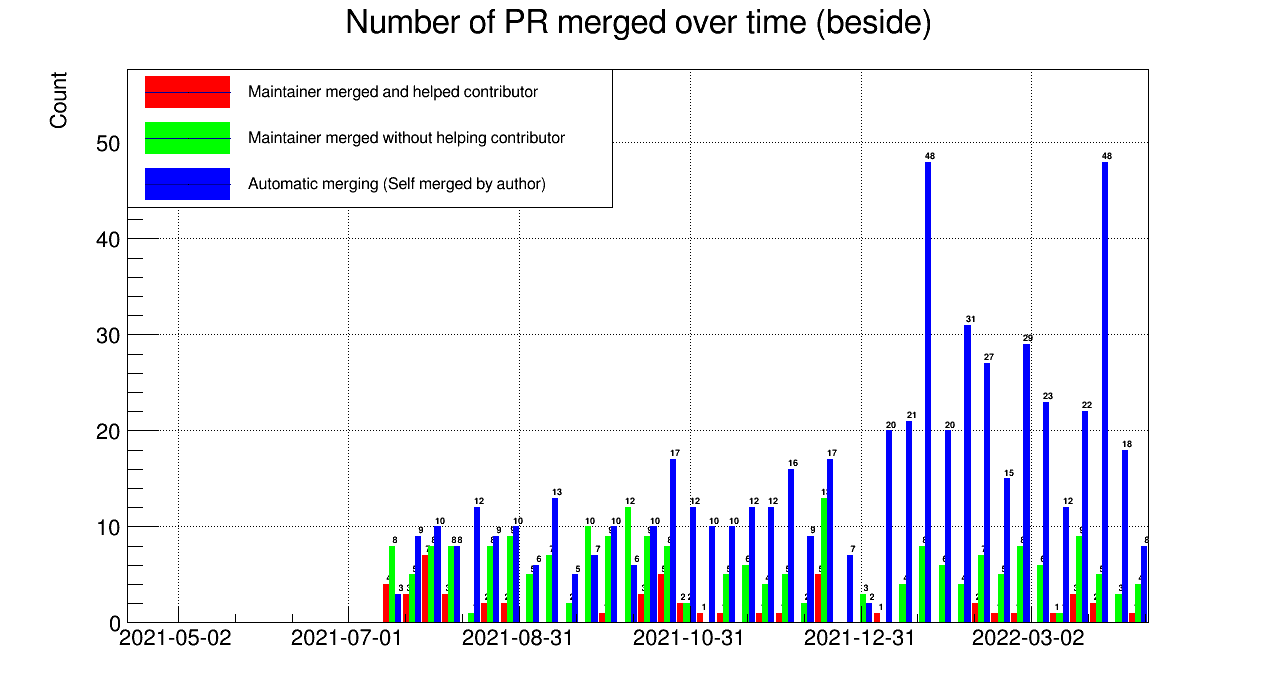 Number of PR merged over time (beside)
Count
Maintainer merged and helped contributor
Maintainer merged without helping contributor
Automatic merging (Self merged by author)
50
40
30
20
10
0
48 48
31
29
27
23
22
20 21 20
18
17 17
16
15
13
12 12 12 12 12 12
10 10 10 10 10 10 10
9 9 9
8 8 8
7 7
6 6
5
3
2021-05-02 2021-07-01 2021-08-31 2021-10-31 2021-12-31 2022-03-02